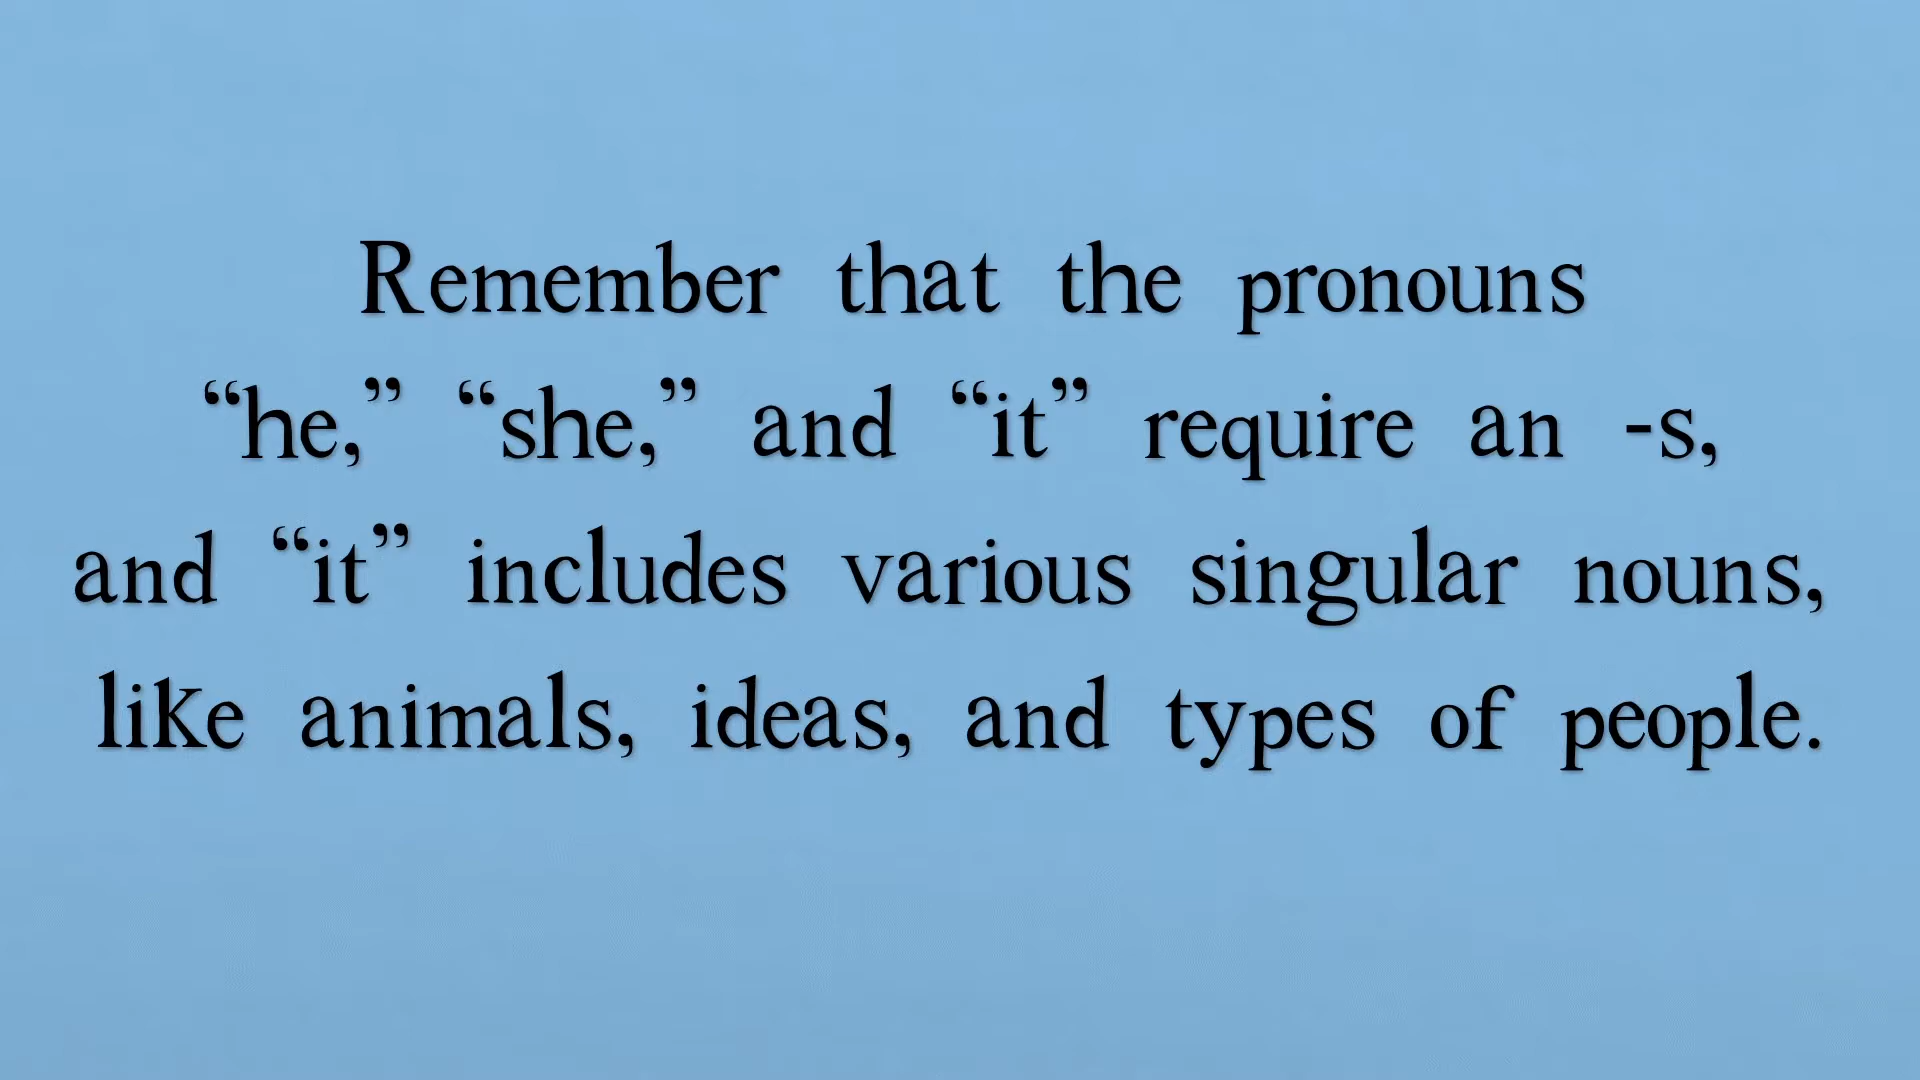 Remember that the pronouns
“he,” “she,” and “it” require an -s,
and “it” includes various singular nouns,
like animals, ideas, and types of people.